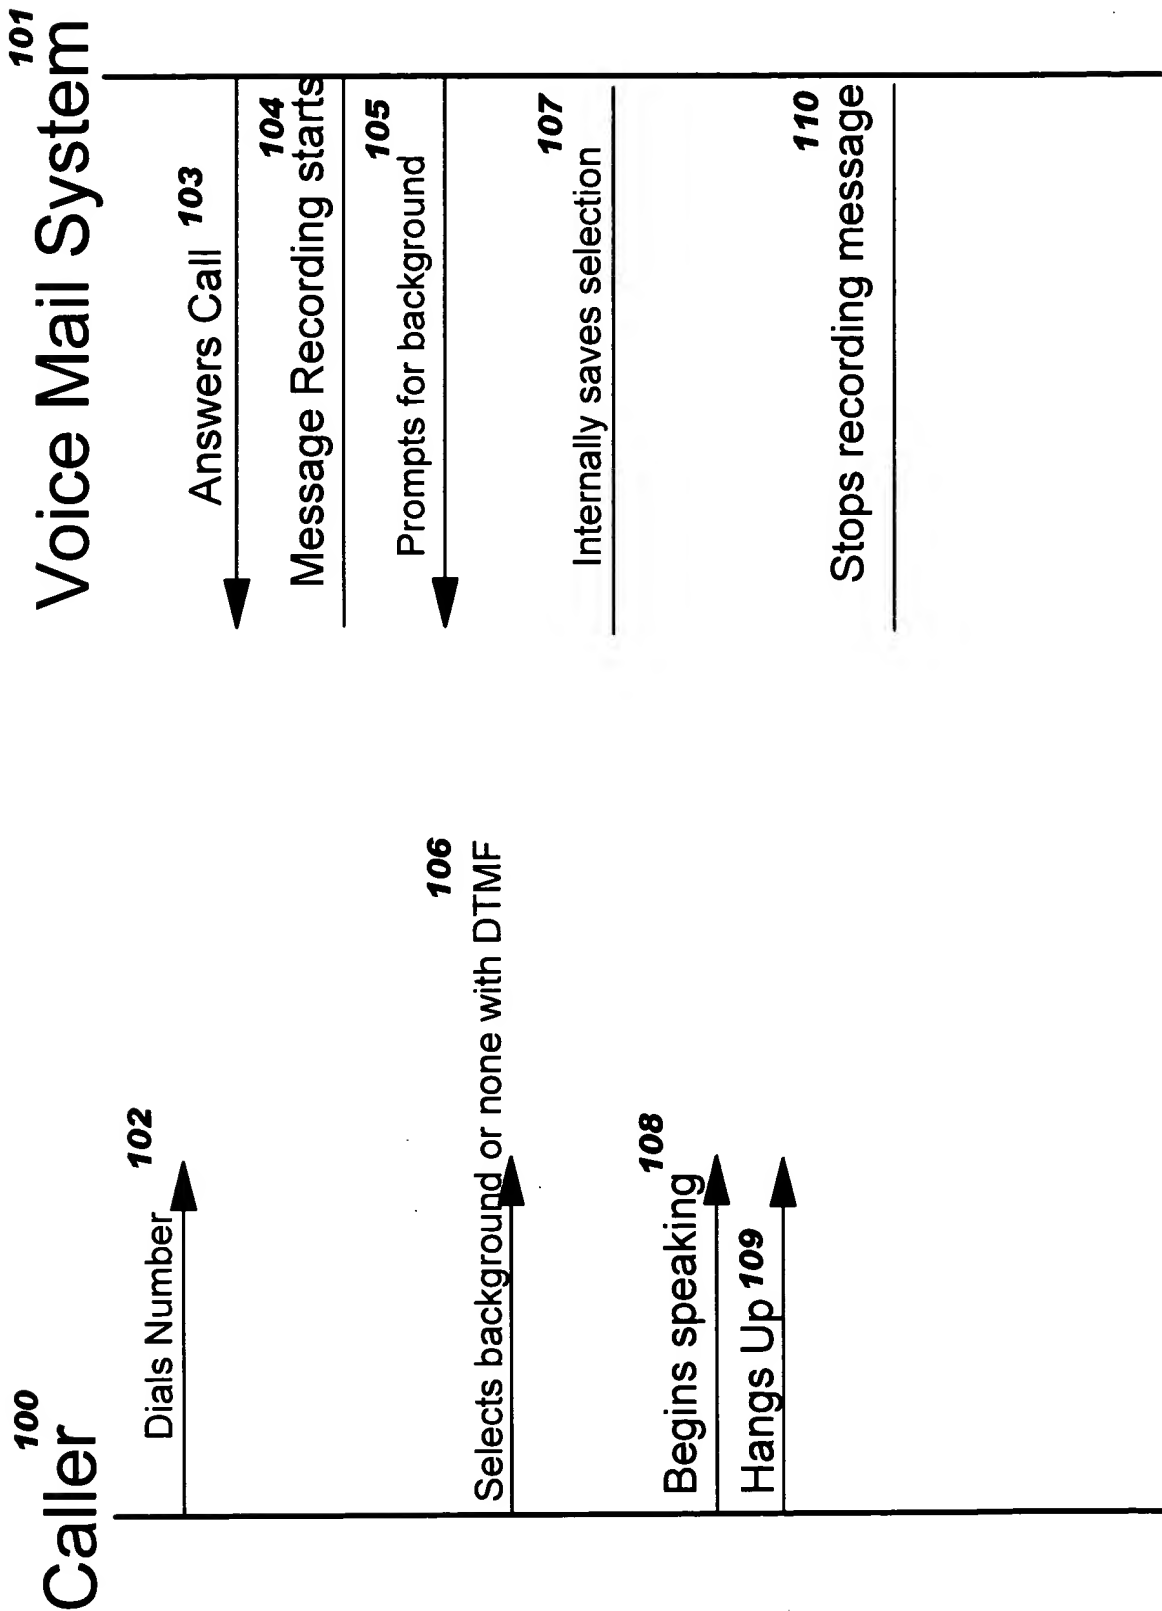 100
Caller
101
Voice Mail System
102
Dials Number
103
Answers Call
104
Message Recording starts
105
Prompts for background
106
Selects background or none with DTMF
107
Internally saves selection
108
Begins speaking
Hangs Up 109
110
Stops recording message